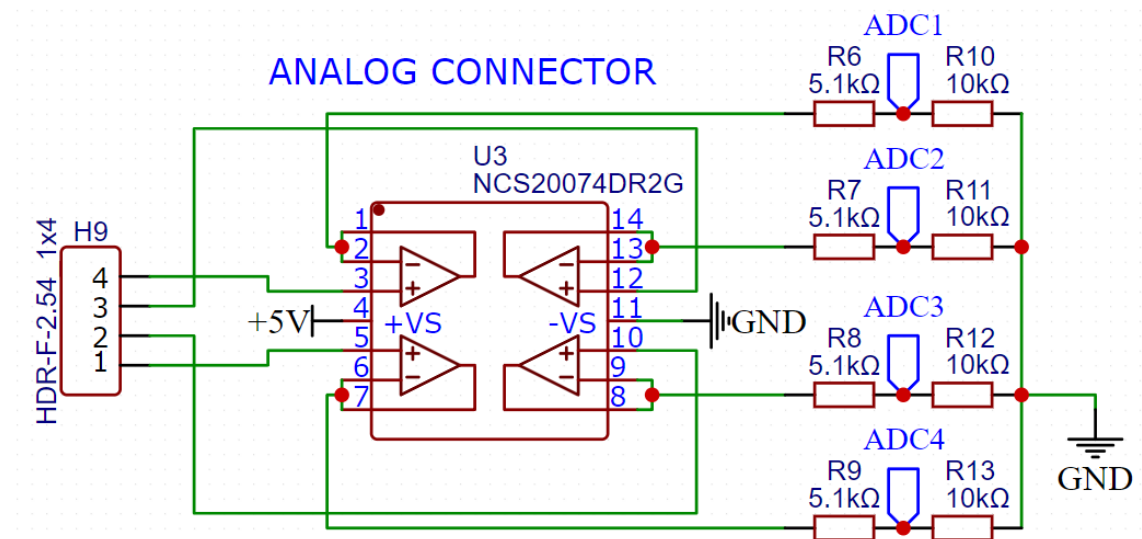 ANALOG CONNECTOR
ADC1
R6
5.1kΩ
R10
10kΩ
ADC2
R7
5.1kΩ
R11
10kΩ
U3
NCS20074DR2G
H9
HDR-F-2.54 1x4
4
3
2
1
1
2
3
4
5
6
7
14
13
12
11
10
9
8
+5V
+VS
-VS
GND
ADC3
R8
5.1kΩ
R12
10kΩ
ADC4
R9
5.1kΩ
R13
10kΩ
GND